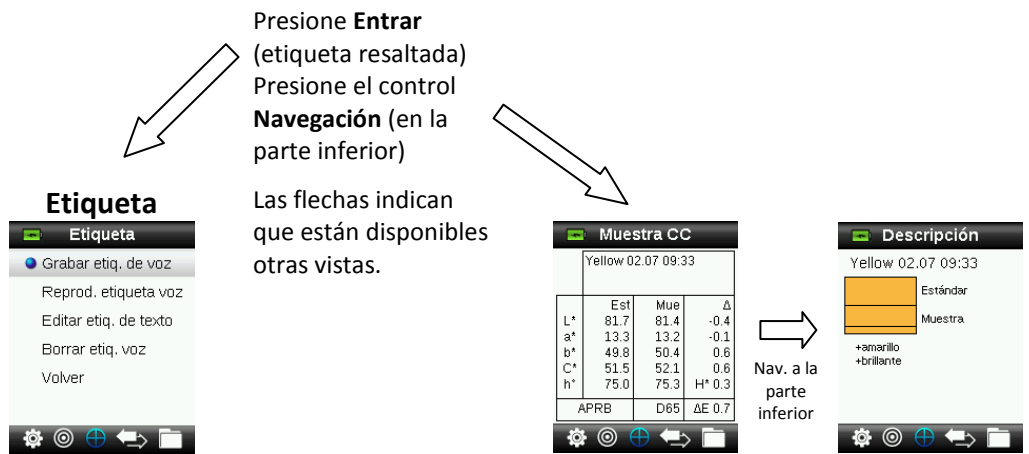 Presione Entrar
(etiqueta resaltada)
Presione el control
Navegación (en la
parte inferior)
Las flechas indican
que están disponibles
otras vistas.
Etiqueta
Etiqueta
Grabar etiq. de voz
Reprod. etiqueta voz
Editar etiq. de texto
Borrar etiq. voz
Volver
Muestra CC
Yellow 02.07 09:33
Est Mue Δ
L* 81.7 81.4 -0.4
a* 13.3 13.2 -0.1
b* 49.8 50.4 0.6
C* 51.5 52.1 0.6
h° 75.0 75.3 H* 0.3
APRB D65 ΔE 0.7
Nav. a la
parte
inferior
Descripción
Yellow 02.07 09:33
Estándar
Muestra
+amarillo
+brillante